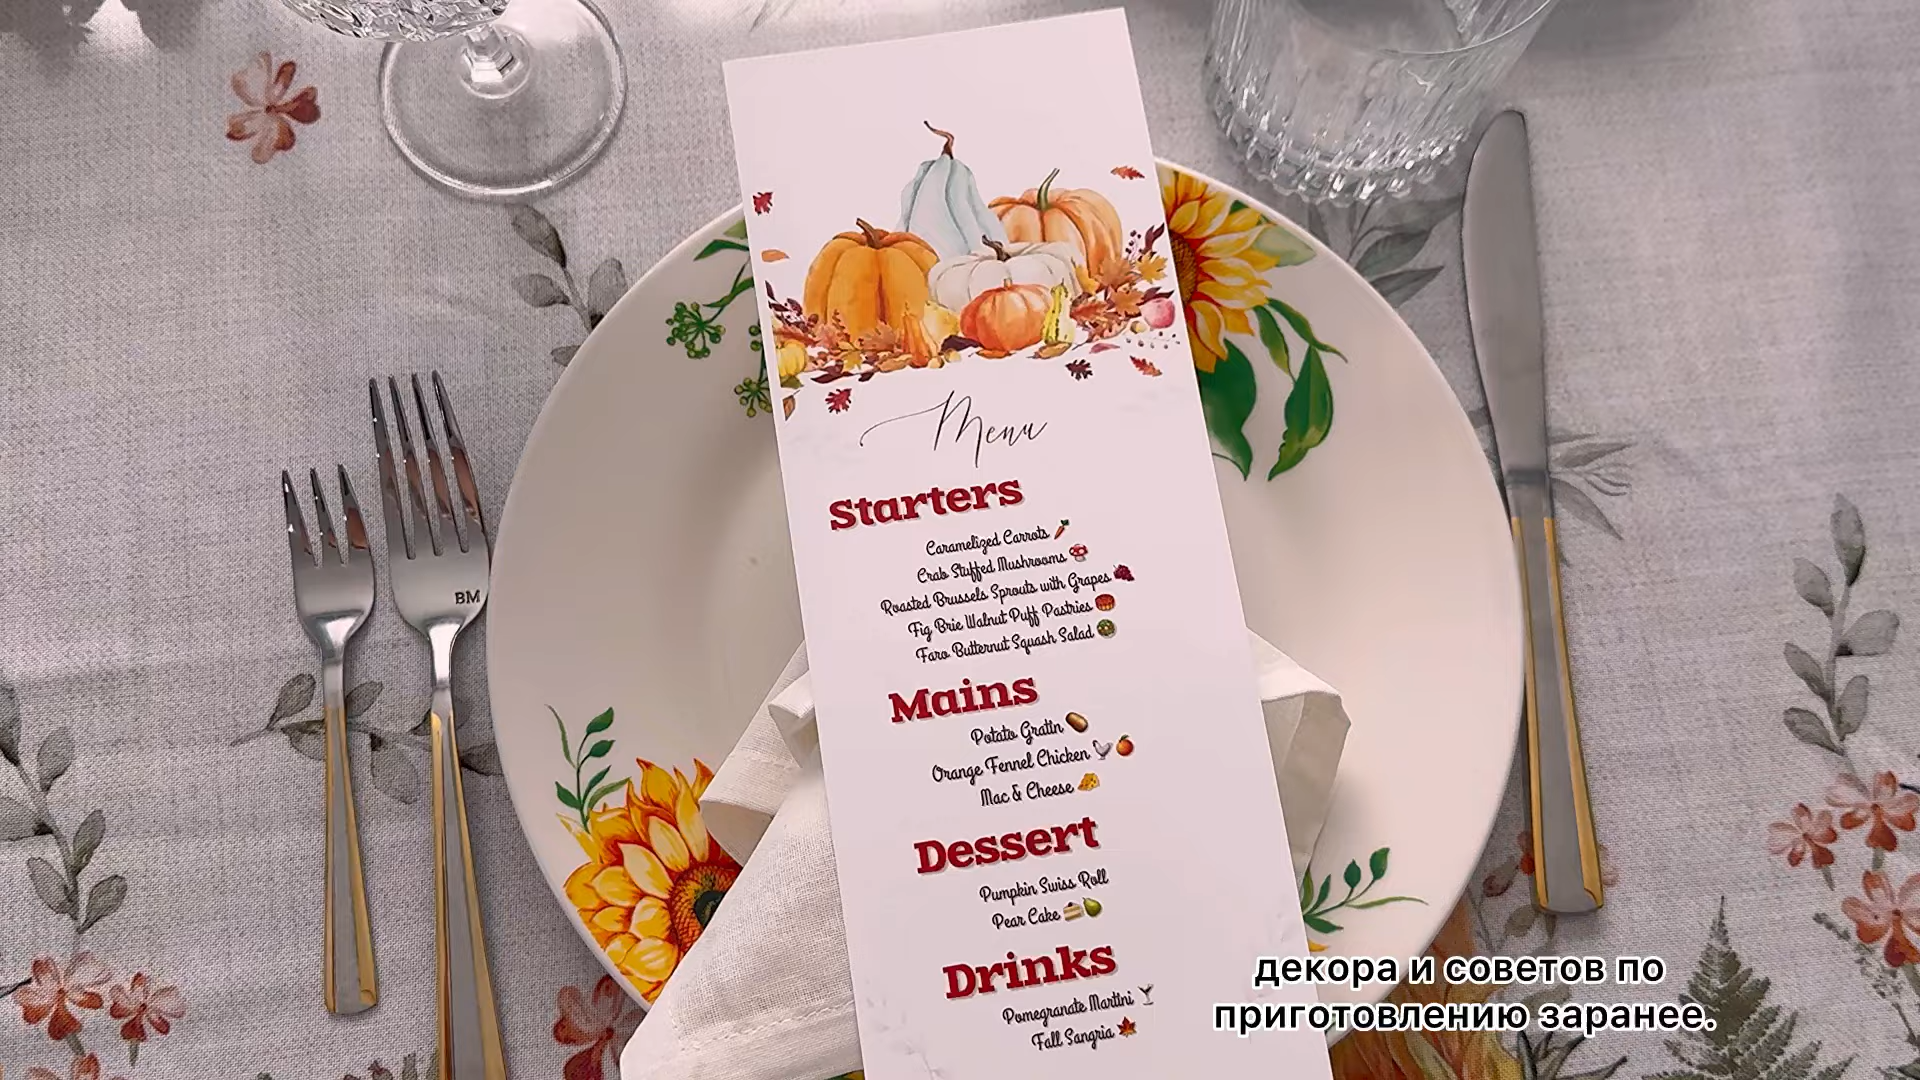 Menu
Starters
Caramelized Carrots
Crab Stuffed Mushrooms
Roasted Brussels Sprouts with Grapes
Fig Brie Walnut Puff Pastries
Faro Butternut Squash Salad
Mains
Potato Gratin
Orange Fennel Chicken
Mac & Cheese
Dessert
Pumpkin Swiss Roll
Pear Cake
Drinks
Pomegranate Martini
Fall Sangria
BM
декора и советов по
приготовлению заранее.